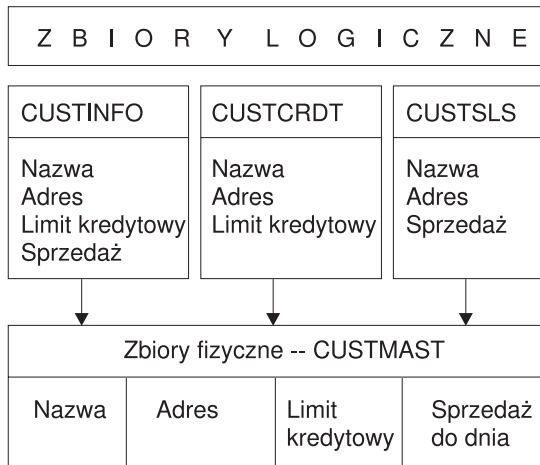 Z B I O R Y L O G I C Z N E
CUSTINFO
Nazwa
Adres
Limit kredytowy
Sprzedaż
CUSTCRDT
Nazwa
Adres
Limit kredytowy
CUSTSLS
Nazwa
Adres
Sprzedaż
Zbiory fizyczne -- CUSTMAST
Nazwa
Adres
Limit
kredytowy
Sprzedaż
do dnia